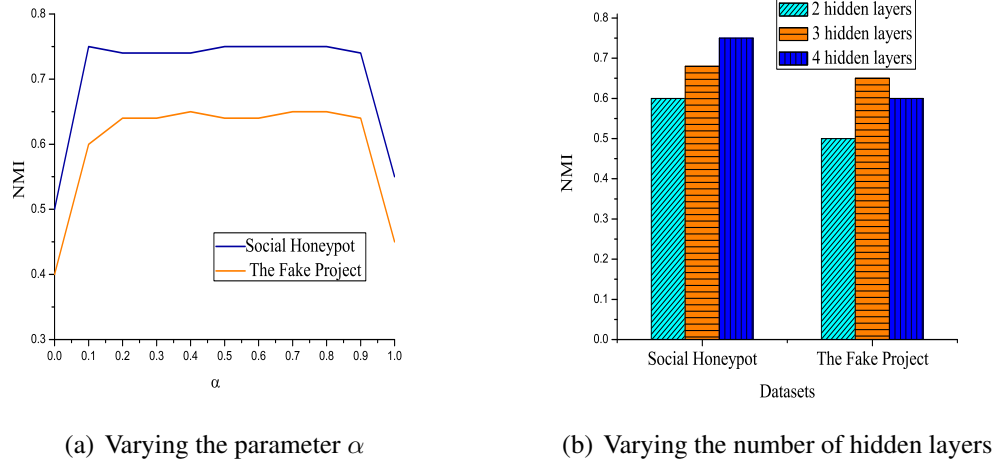 0.8
0.7
0.6
0.5
0.4
0.3
NMI
0.0 0.1 0.2 0.3 0.4 0.5 0.6 0.7 0.8 0.9 1.0
α
Social Honeypot
The Fake Project
(a) Varying the parameter α
0.8
0.7
0.6
0.5
0.4
0.3
0.2
0.1
0.0
NMI
2 hidden layers
3 hidden layers
4 hidden layers
Social Honeypot The Fake Project
Datasets
(b) Varying the number of hidden layers